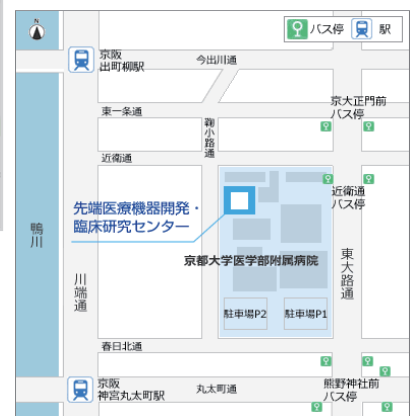 N
バス停 駅
京阪
出町柳駅
今出川通
京大正門前
バス停
東一条通
鞠小路通
近衛通
近衛通
バス停
先端医療機器開発・
臨床研究センター
鴨川
京都大学医学部附属病院
川端通
東大路通
駐車場P2
駐車場P1
春日北通
京阪
神宮丸太町駅
丸太町通
熊野神社前
バス停